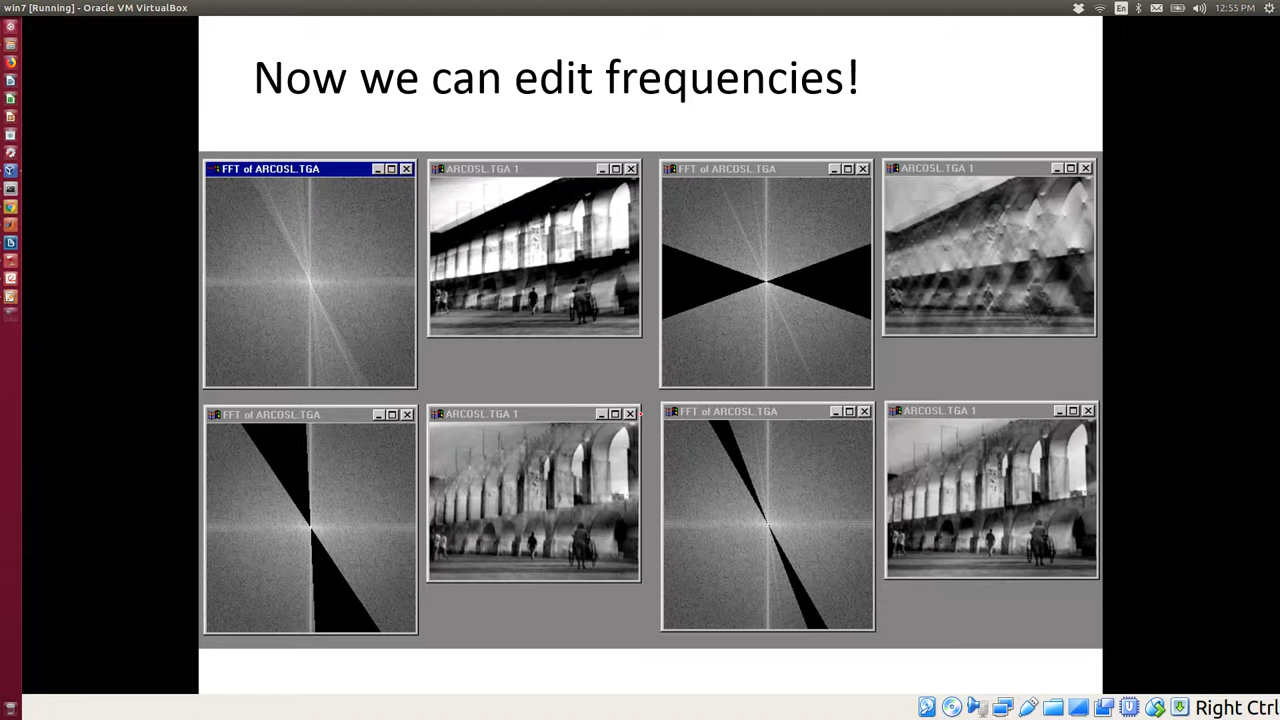 win7 [Running] - Oracle VM VirtualBox
En
12:55 PM
Now we can edit frequencies!
FFT of ARCOSL.TGA
ARCOSL.TGA 1
FFT of ARCOSL.TGA
ARCOSL.TGA 1
FFT of ARCOSL.TGA
ARCOSL.TGA 1
FFT of ARCOSL.TGA
ARCOSL.TGA 1
Right Ctrl